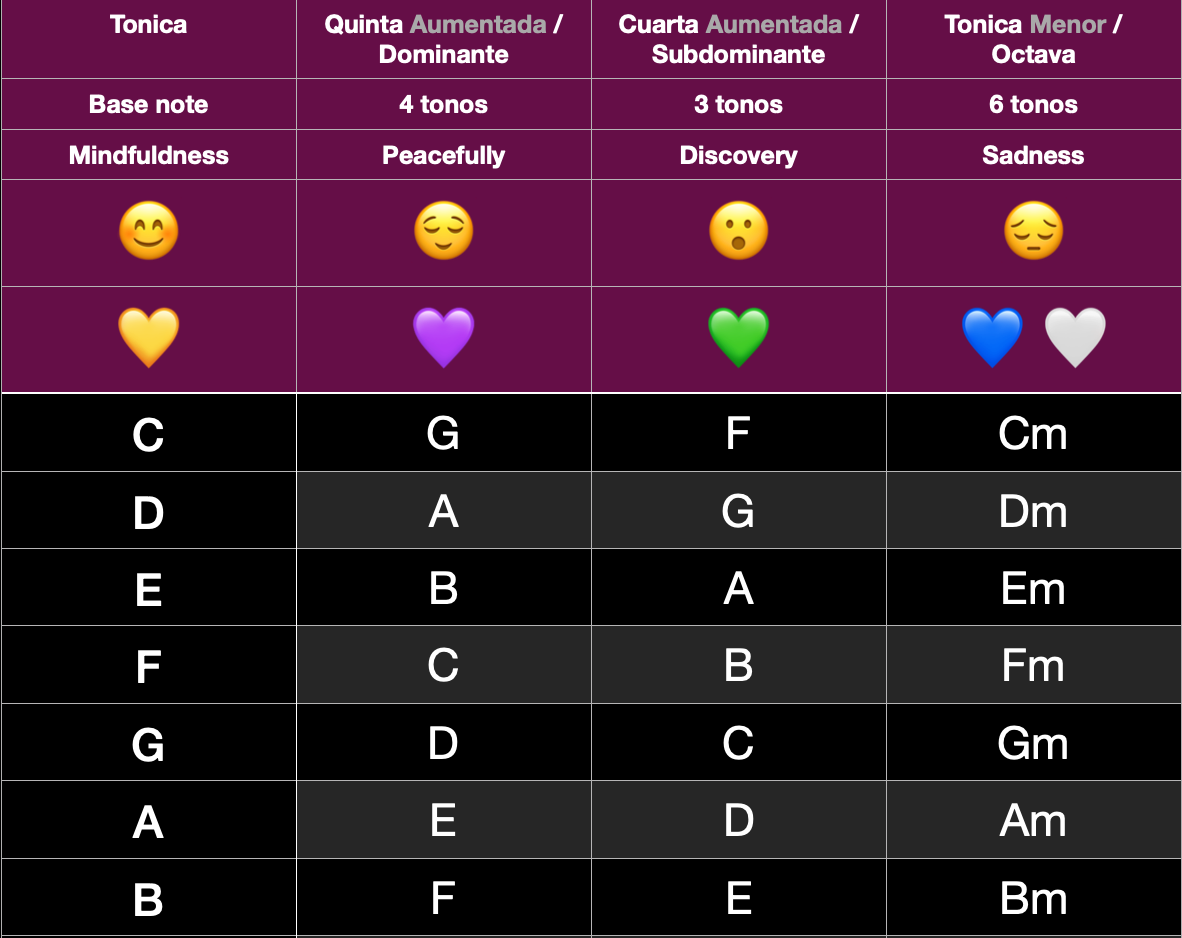 Tonica
Quinta Aumentada /
Dominante
Cuarta Aumentada /
Subdominante
Tonica Menor /
Octava
Base note
4 tonos
3 tonos
6 tonos
Mindfuldness
Peacefully
Discovery
Sadness
C
G
F
Cm
D
A
G
Dm
E
B
A
Em
F
C
B
Fm
G
D
C
Gm
A
E
D
Am
B
F
E
Bm